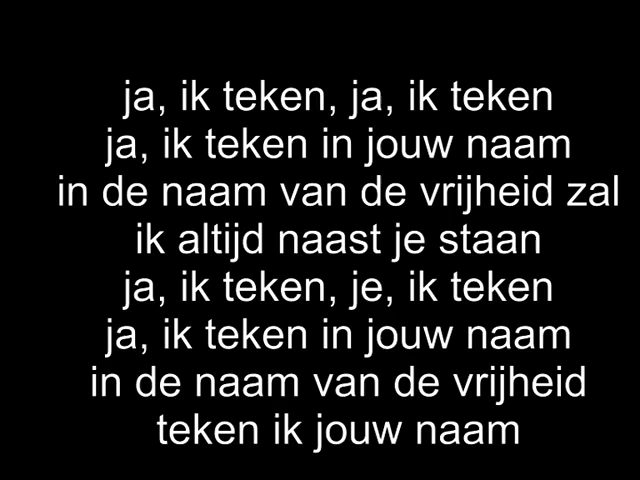 ja, ik teken, ja, ik teken
ja, ik teken in jouw naam
in de naam van de vrijheid zal
ik altijd naast je staan
ja, ik teken, je, ik teken
ja, ik teken in jouw naam
in de naam van de vrijheid
teken ik jouw naam